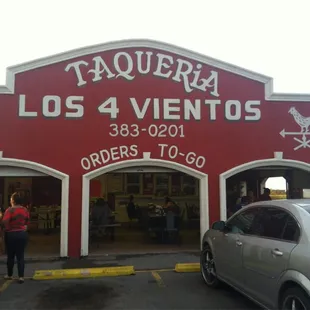 TAQUERiA
LOS 4 VIENTOS
383-0201
ORDERS TO-GO